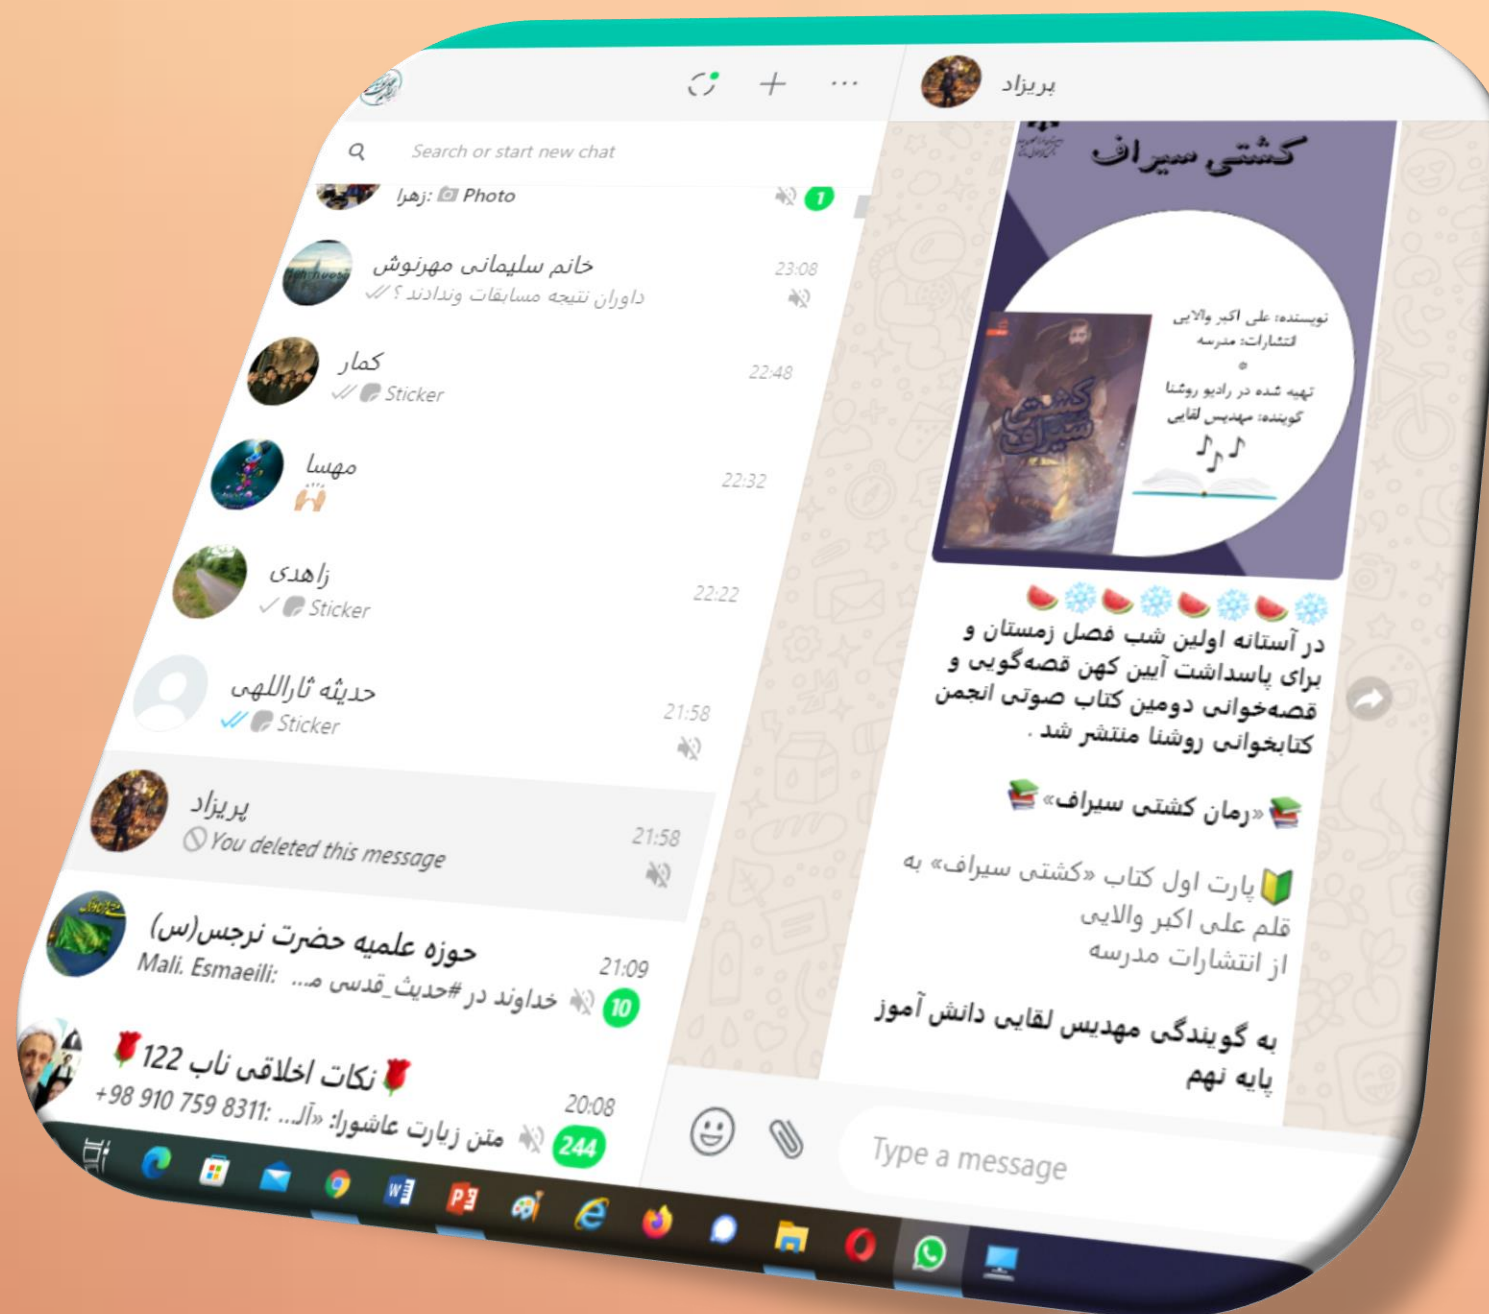 Search or start new chat
زهرا: Photo
1
خانم سلیمانی مهرنوش
23:08
داوران نتیجه مسابقات وندادند ؟
کمار
22:48
Sticker
مهسا
22:32
زاهدی
22:22
Sticker
حدیثه ثاراللهی
21:58
Sticker
پریزاد
21:58
You deleted this message
حوزه علمیه حضرت نرجس(س)
21:09
Mali. Esmaeili: خداوند در #حدیث_قدسی مـ...
10
🌹نکات اخلاقی ناب 122🌹
20:08
+98 910 759 8311: متن زیارت عاشورا: «آلـ...
244
پریزاد
کشتی سیراف
نویسنده: علی اکبر والایی
انتشارات: مدرسه
تهیه شده در رادیو روشنا
گوینده: مهدیس لقایی
کشتی
سیراف
❄️🍉❄️🍉❄️🍉❄️🍉
در آستانه اولین شب فصل زمستان و
برای پاسداشت آیین کهن قصه‌گویی و
قصه‌خوانی دومین کتاب صوتی انجمن
کتابخوانی روشنا منتشر شد .
📚«رمان کشتی سیراف»📚
🔰پارت اول کتاب «کشتی سیراف» به
قلم علی اکبر والایی
از انتشارات مدرسه
به گویندگی مهدیس لقایی دانش آموز
پایه نهم
Type a message